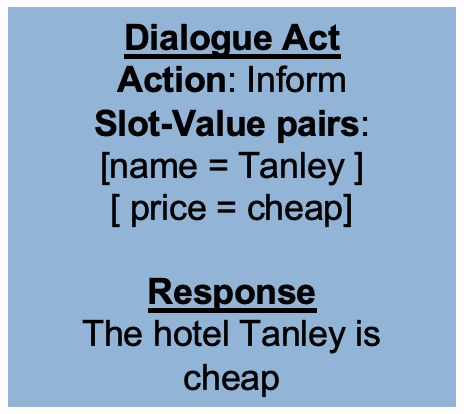 Dialogue Act
Action: Inform
Slot-Value pairs:
[name = Tanley ]
[ price = cheap]
Response
The hotel Tanley is
cheap